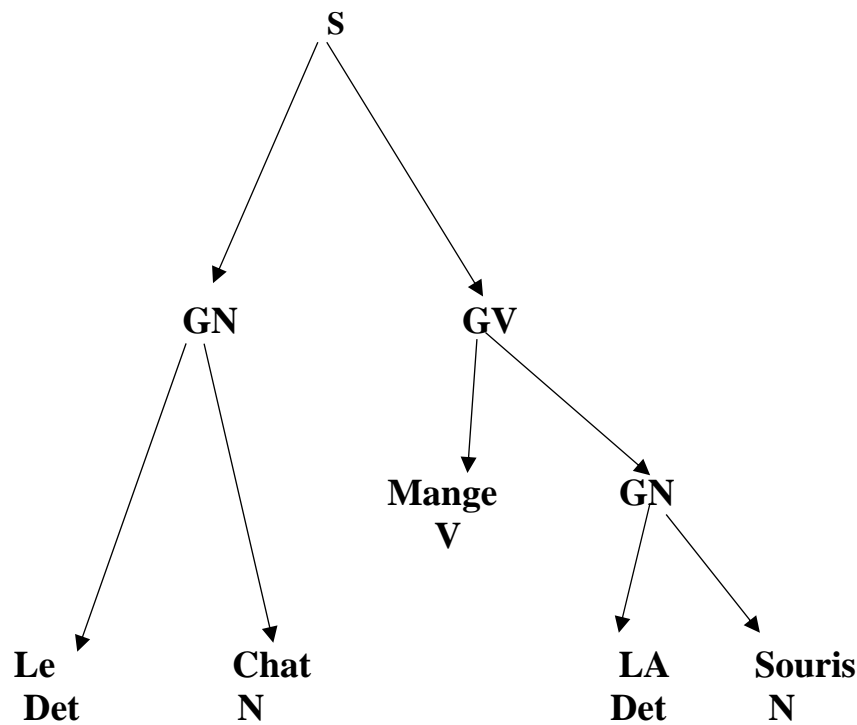 S
GN GV
Mange GN
V
Le Chat LA Souris
Det N Det N